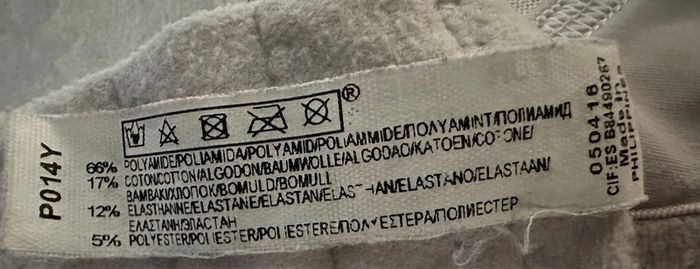 P014Y
®
66% POLYAMIDE/POLIAMIDA/POLYAMID/POLIAMMIDE/ΠΟΛΥΑΜΙΝΤ/ПОЛИАМИД
17% COTON/COTTON/ALGODON/BAUMWOLLE/ALGODAO/KATOEN/COTONE/
ΒΑΜΒΑΚΙ/ХЛОПОК/BOMULD/BOMULL
12% ELASTHANNE/ELASTANE/ELASTAN/ELASTHAN/ELASTANO/ELASTAAN/
ΕΛΑΣΤΑΝΗ/ЭЛАСТАН
5% POLYESTER/POLIESTER/POLIESTERE/ΠΟΛΥΕΣΤΕΡΑ/ПОЛИЕСТЕР
050416
CIF:ES B84490267
Made in
PHILIPPINES